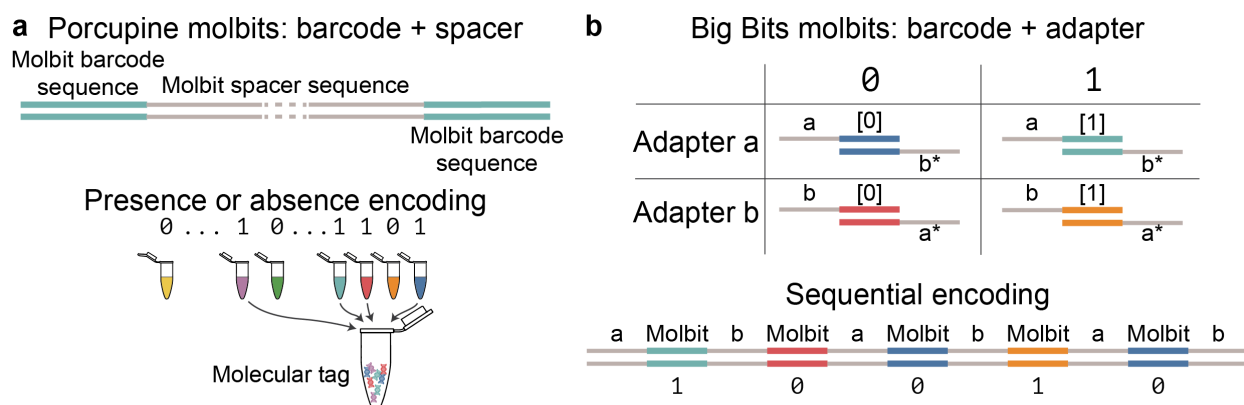 a Porcupine molbits: barcode + spacer
Molbit barcode
sequence
Molbit spacer sequence
Molbit barcode
sequence
Presence or absence encoding
0 ... 1 0 ... 1 1 0 1
Molecular tag
b Big Bits molbits: barcode + adapter
0 1
Adapter a
a [0] b*
a [1] b*
Adapter b
b [0] a*
b [1] a*
Sequential encoding
a Molbit b Molbit a Molbit b Molbit a Molbit b
1 0 0 1 0